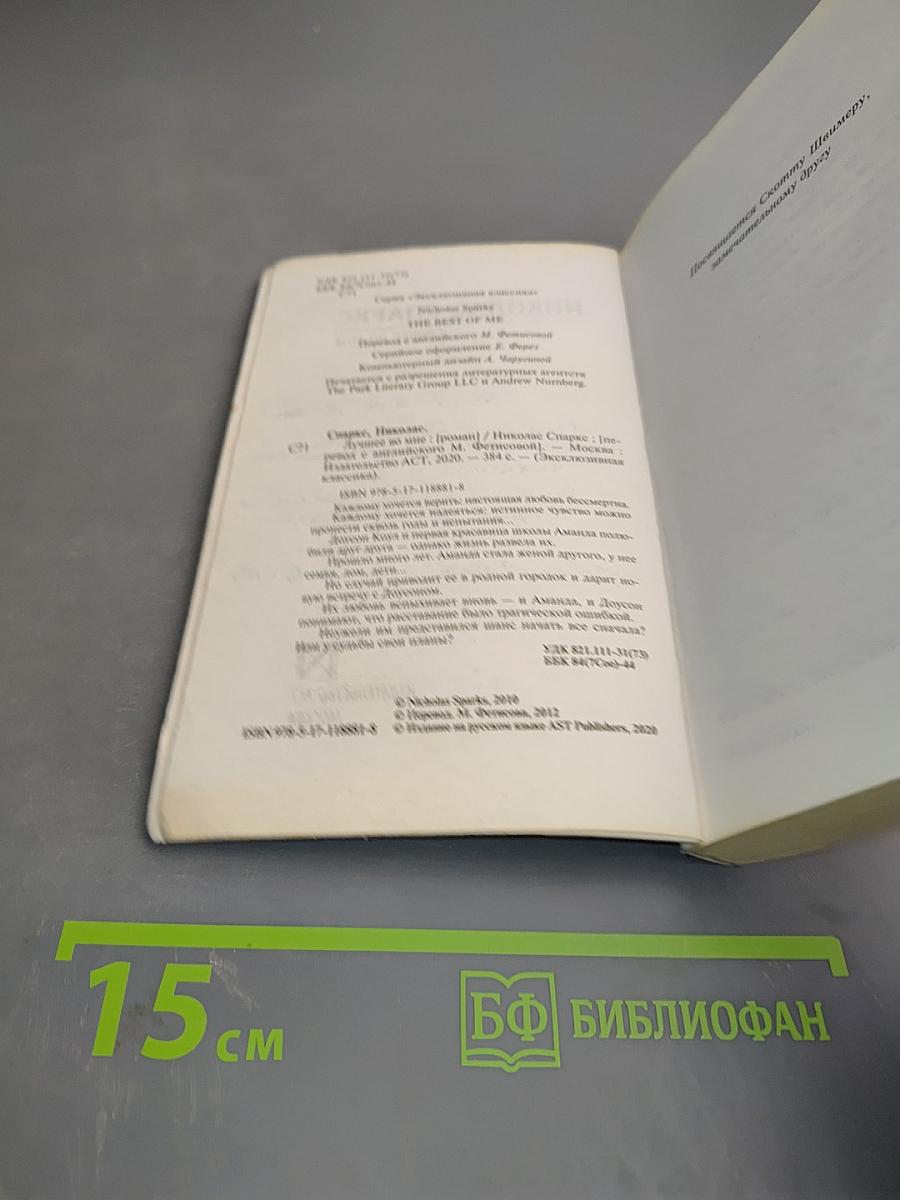 УДК 821.111-31(73)
ББК 84(7Сое)-44
С71
Серия «Эксклюзивная классика»
Nicholas Sparks
THE BEST OF ME
Перевод с английского М. Фетисовой
Серийное оформление Е. Ферез
Компьютерный дизайн А. Чаругиной
Печатается с разрешения литературных агентств
The Park Literary Group LLC и Andrew Nurnberg.
Спаркс, Николас.
С71 Лучшее во мне : [роман] / Николас Спаркс ; [пе-
ревод с английского М. Фетисовой]. — Москва :
Издательство АСТ, 2020. — 384 с. — (Эксклюзивная
классика).
ISBN 978-5-17-118881-8
Каждому хочется верить: настоящая любовь бессмертна.
Каждому хочется надеяться: истинное чувство можно
пронести сквозь годы и испытания...
Доусон Коул и первая красавица школы Аманда полю-
били друг друга — однако жизнь развела их.
Прошло много лет. Аманда стала женой другого, у нее
семья, дом, дети...
Но случай приводит ее в родной городок и дарит но-
вую встречу с Доусоном.
Их любовь вспыхивает вновь — и Аманда, и Доусон
понимают, что расставание было трагической ошибкой.
Неужели им представился шанс начать все сначала?
Или у судьбы свои планы?
УДК 821.111-31(73)
ББК 84(7Сое)-44
© Nicholas Sparks, 2010
© Перевод. М. Фетисова, 2012
ISBN 978-5-17-118881-8 © Издание на русском языке AST Publishers, 2020
Посвящается Скотту Швимеру,
замечательному другу
15 см
БФ БИБЛИОФАН